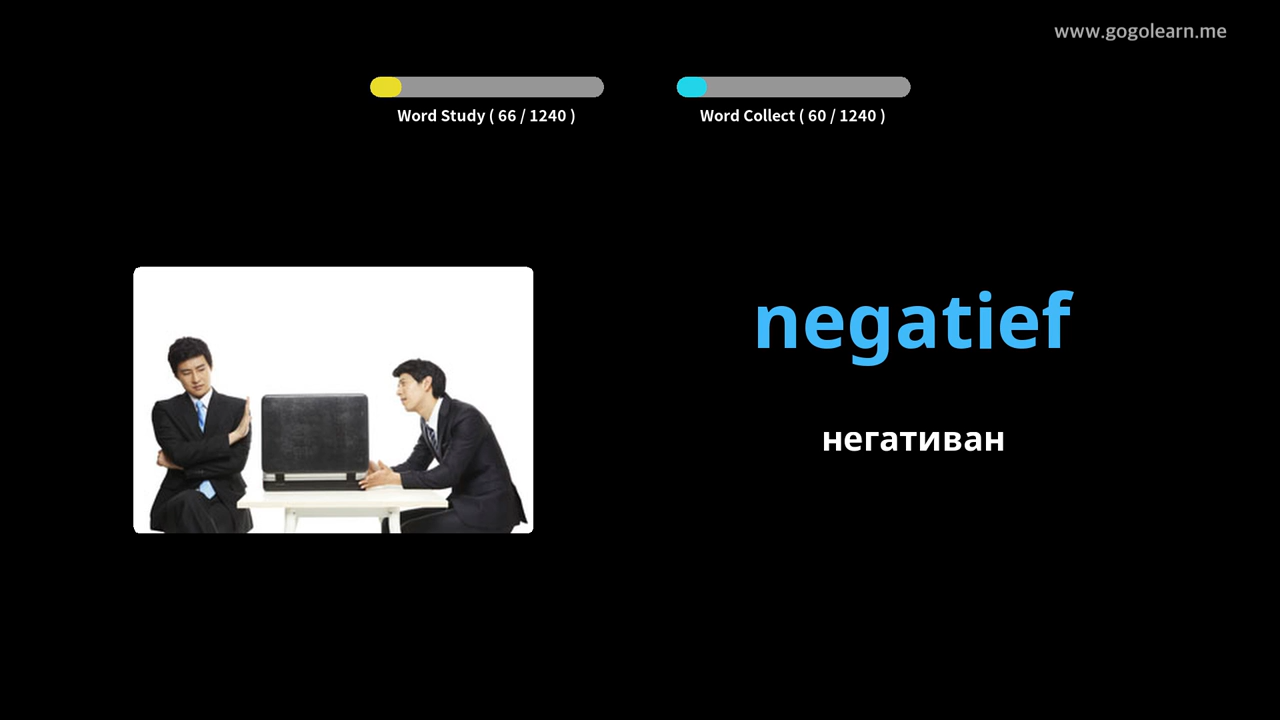 www.gogolearn.me
Word Study ( 66 / 1240 )
Word Collect ( 60 / 1240 )
negatief
негативан